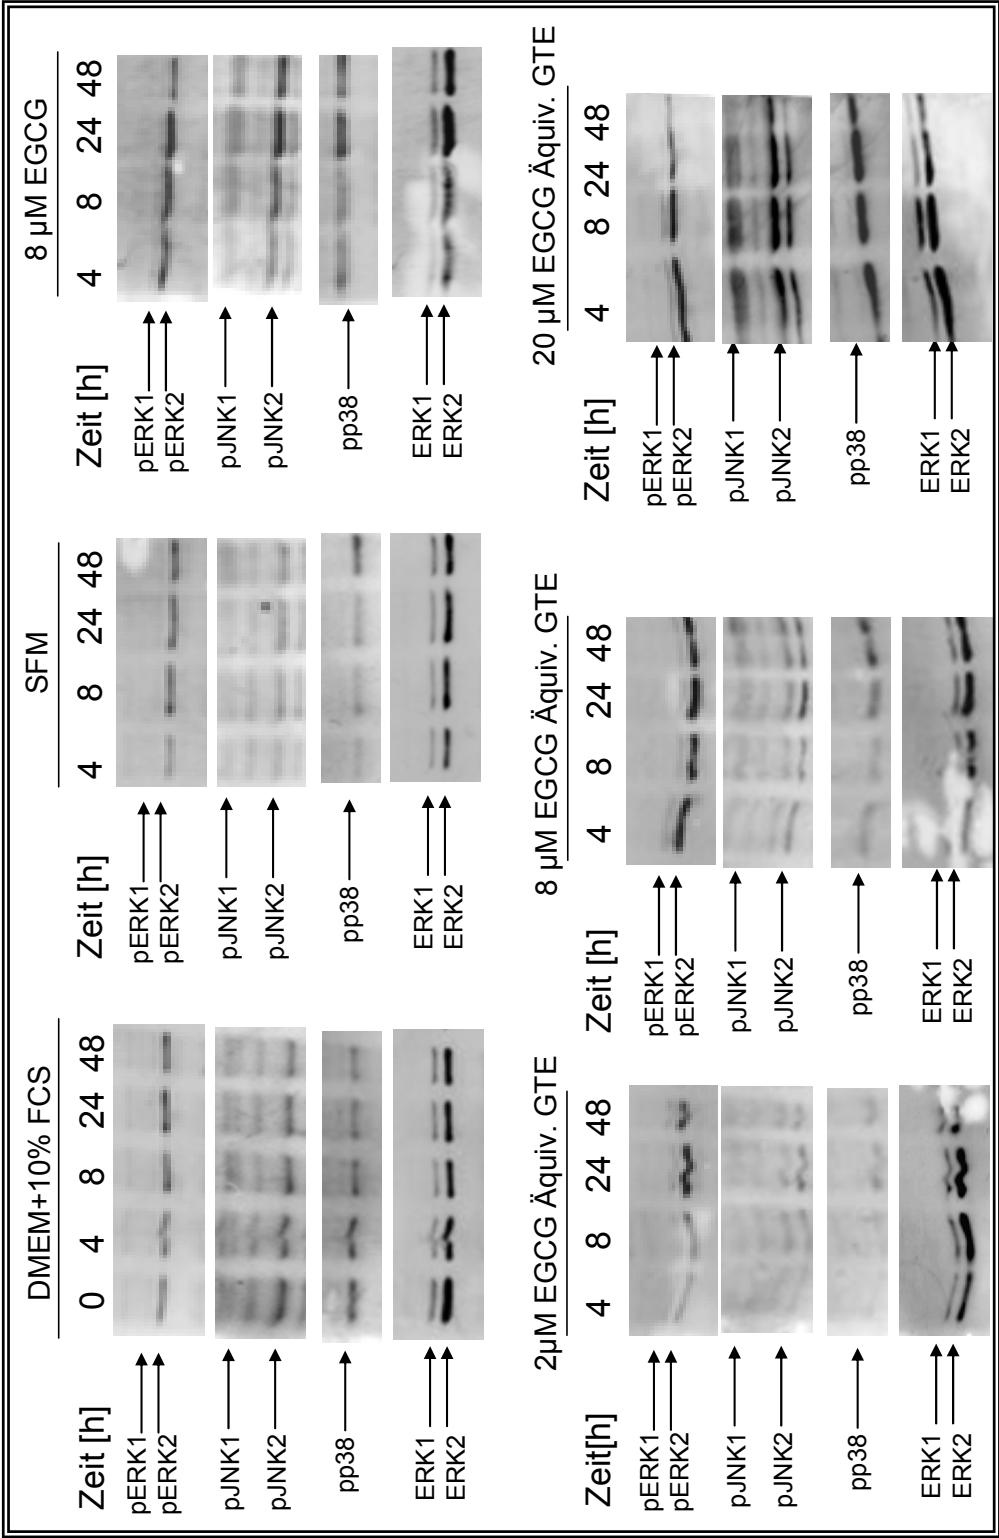 DMEM+10% FCS
Zeit [h] 0 4 8 24 48
pERK1
pERK2
pJNK1
pJNK2
pp38
ERK1
ERK2
SFM
Zeit [h] 4 8 24 48
pERK1
pERK2
pJNK1
pJNK2
pp38
ERK1
ERK2
8 µM EGCG
Zeit [h] 4 8 24 48
pERK1
pERK2
pJNK1
pJNK2
pp38
ERK1
ERK2
2µM EGCG Äquiv. GTE
Zeit[h] 4 8 24 48
pERK1
pERK2
pJNK1
pJNK2
pp38
ERK1
ERK2
8 µM EGCG Äquiv. GTE
Zeit [h] 4 8 24 48
pERK1
pERK2
pJNK1
pJNK2
pp38
ERK1
ERK2
20 µM EGCG Äquiv. GTE
Zeit [h] 4 8 24 48
pERK1
pERK2
pJNK1
pJNK2
pp38
ERK1
ERK2